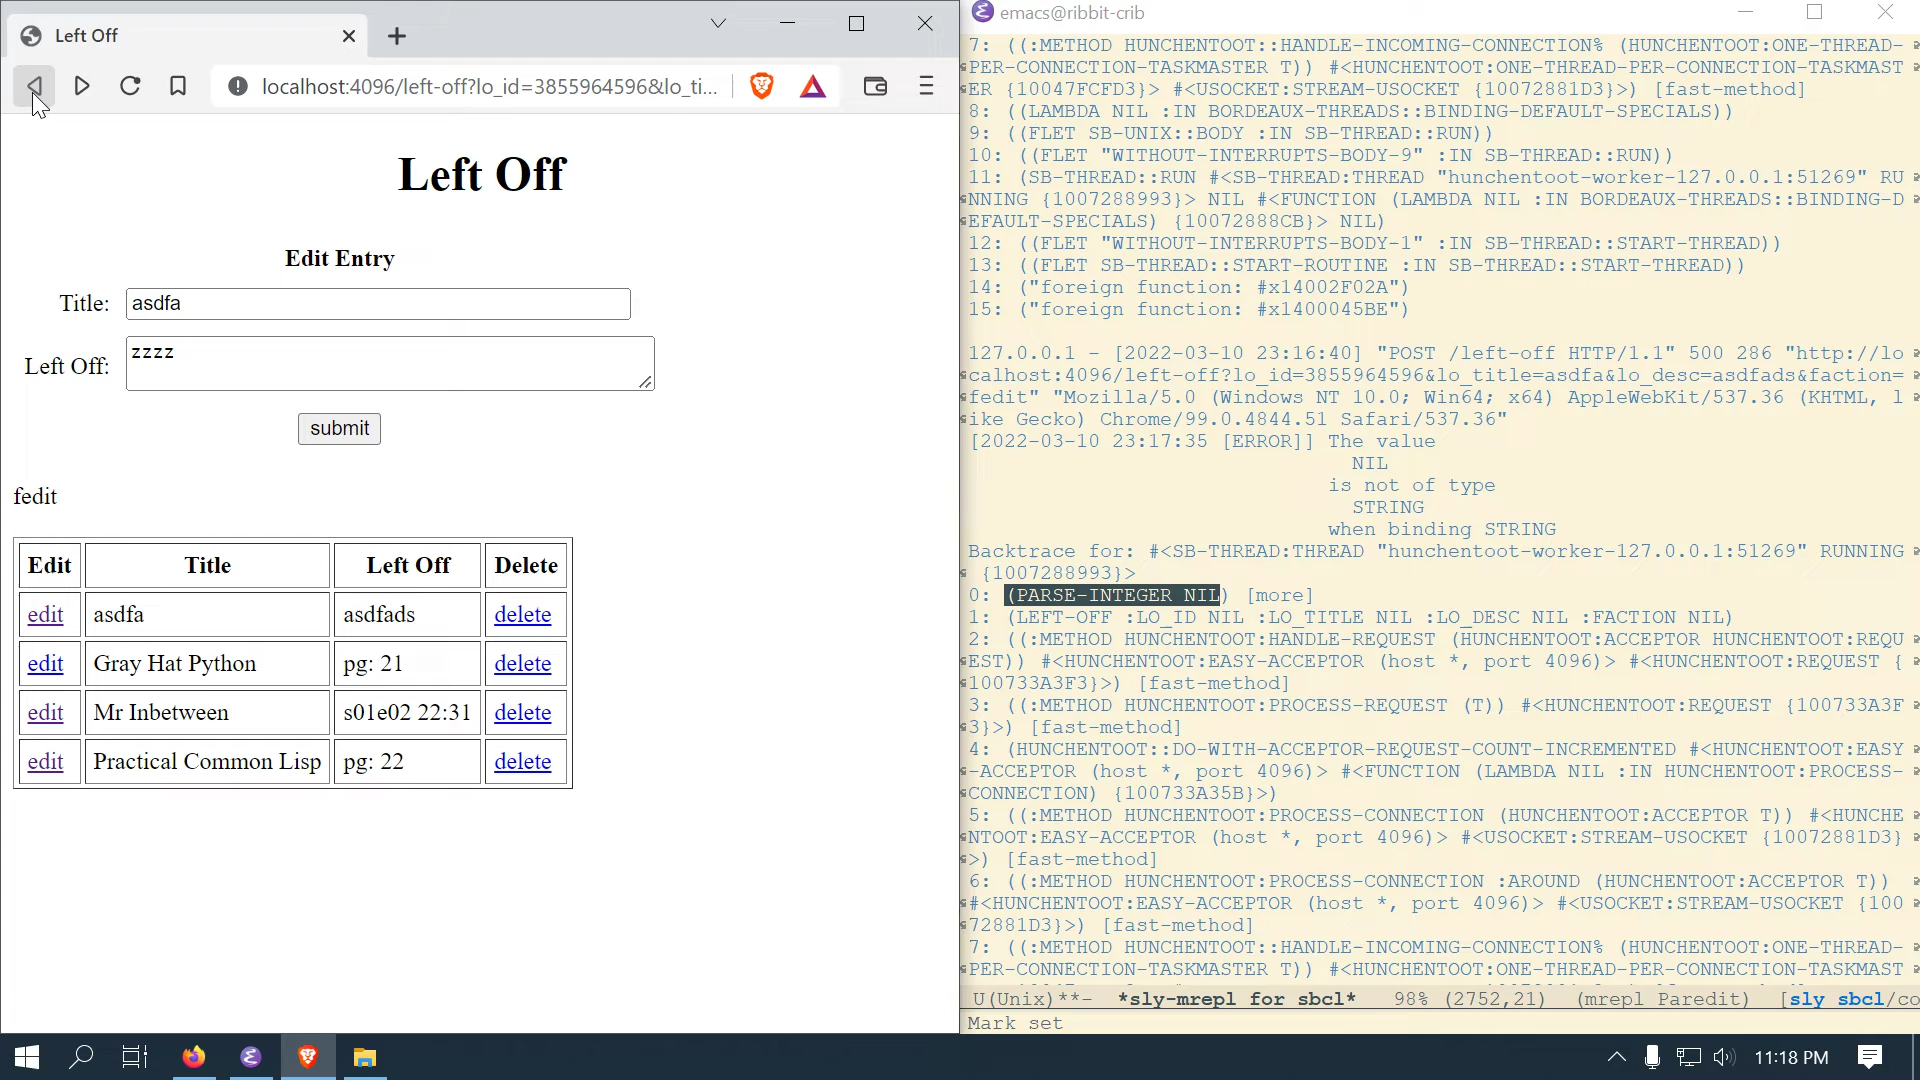 Left Off
localhost:4096/left-off?lo_id=3855964596&lo_ti...
Left Off
Edit Entry
Title: asdfa
Left Off: zzzz
submit
fedit
Edit Title Left Off Delete
edit asdfa asdfads delete
edit Gray Hat Python pg: 21 delete
edit Mr Inbetween s01e02 22:31 delete
edit Practical Common Lisp pg: 22 delete
emacs@ribbit-crib
7: ((:METHOD HUNCHENTOOT::HANDLE-INCOMING-CONNECTION% (HUNCHENTOOT:ONE-THREAD-
PER-CONNECTION-TASKMASTER T)) #<HUNCHENTOOT:ONE-THREAD-PER-CONNECTION-TASKMAST
ER {10047FCFD3}> #<USOCKET:STREAM-USOCKET {10072881D3}>) [fast-method]
8: ((LAMBDA NIL :IN BORDEAUX-THREADS::BINDING-DEFAULT-SPECIALS))
9: ((FLET SB-UNIX::BODY :IN SB-THREAD::RUN))
10: ((FLET "WITHOUT-INTERRUPTS-BODY-9" :IN SB-THREAD::RUN))
11: (SB-THREAD::RUN #<SB-THREAD:THREAD "hunchentoot-worker-127.0.0.1:51269" RU
NNING {1007288993}> NIL #<FUNCTION (LAMBDA NIL :IN BORDEAUX-THREADS::BINDING-D
EFAULT-SPECIALS) {10072888CB}> NIL)
12: ((FLET "WITHOUT-INTERRUPTS-BODY-1" :IN SB-THREAD::START-THREAD))
13: ((FLET SB-THREAD::START-ROUTINE :IN SB-THREAD::START-THREAD))
14: ("foreign function: #x14002F02A")
15: ("foreign function: #x1400045BE")
127.0.0.1 - [2022-03-10 23:16:40] "POST /left-off HTTP/1.1" 500 286 "http://lo
calhost:4096/left-off?lo_id=3855964596&lo_title=asdfa&lo_desc=asdfads&faction=
fedit" "Mozilla/5.0 (Windows NT 10.0; Win64; x64) AppleWebKit/537.36 (KHTML, l
ike Gecko) Chrome/99.0.4844.51 Safari/537.36"
[2022-03-10 23:17:35 [ERROR]] The value
NIL
is not of type
STRING
when binding STRING
Backtrace for: #<SB-THREAD:THREAD "hunchentoot-worker-127.0.0.1:51269" RUNNING
{1007288993}>
0: (PARSE-INTEGER NIL) [more]
1: (LEFT-OFF :LO_ID NIL :LO_TITLE NIL :LO_DESC NIL :FACTION NIL)
2: ((:METHOD HUNCHENTOOT:HANDLE-REQUEST (HUNCHENTOOT:ACCEPTOR HUNCHENTOOT:REQU
EST)) #<HUNCHENTOOT:EASY-ACCEPTOR (host *, port 4096)> #<HUNCHENTOOT:REQUEST {
100733A3F3}>) [fast-method]
3: ((:METHOD HUNCHENTOOT:PROCESS-REQUEST (T)) #<HUNCHENTOOT:REQUEST {100733A3F
3}>) [fast-method]
4: (HUNCHENTOOT::DO-WITH-ACCEPTOR-REQUEST-COUNT-INCREMENTED #<HUNCHENTOOT:EASY
-ACCEPTOR (host *, port 4096)> #<FUNCTION (LAMBDA NIL :IN HUNCHENTOOT:PROCESS-
CONNECTION) {100733A35B}>)
5: ((:METHOD HUNCHENTOOT:PROCESS-CONNECTION (HUNCHENTOOT:ACCEPTOR T)) #<HUNCHE
NTOOT:EASY-ACCEPTOR (host *, port 4096)> #<USOCKET:STREAM-USOCKET {10072881D3}
>) [fast-method]
6: ((:METHOD HUNCHENTOOT:PROCESS-CONNECTION :AROUND (HUNCHENTOOT:ACCEPTOR T))
#<HUNCHENTOOT:EASY-ACCEPTOR (host *, port 4096)> #<USOCKET:STREAM-USOCKET {100
72881D3}>) [fast-method]
7: ((:METHOD HUNCHENTOOT::HANDLE-INCOMING-CONNECTION% (HUNCHENTOOT:ONE-THREAD-
PER-CONNECTION-TASKMASTER T)) #<HUNCHENTOOT:ONE-THREAD-PER-CONNECTION-TASKMAST
U(Unix)**- *sly-mrepl for sbcl* 98% (2752,21) (mrepl Paredit) [sly sbcl/co
Mark set
11:18 PM